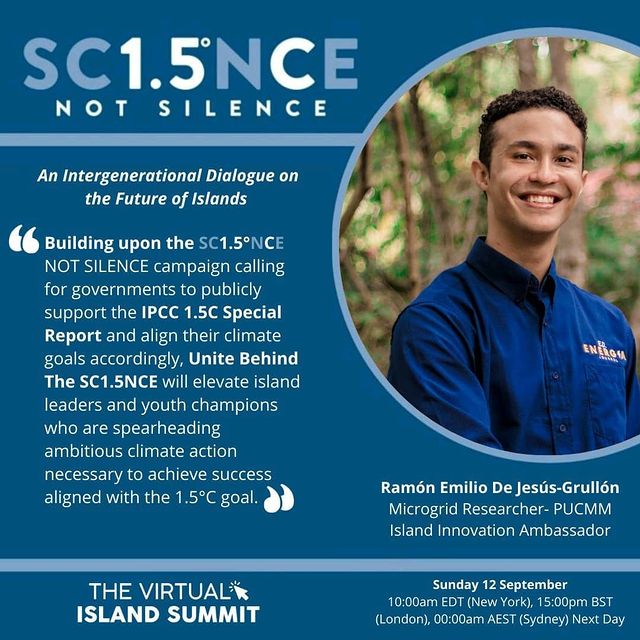 SC1.5°NCE
NOT SILENCE
An Intergenerational Dialogue on
the Future of Islands
“ Building upon the SC1.5°NCE
NOT SILENCE campaign calling
for governments to publicly
support the IPCC 1.5C Special
Report and align their climate
goals accordingly, Unite Behind
The SC1.5NCE will elevate island
leaders and youth champions
who are spearheading
ambitious climate action
necessary to achieve success
aligned with the 1.5°C goal. ”
ENERGÍA
Ramón Emilio De Jesús-Grullón
Microgrid Researcher- PUCMM
Island Innovation Ambassador
THE VIRTUAL
ISLAND SUMMIT
Sunday 12 September
10:00am EDT (New York), 15:00pm BST
(London), 00:00am AEST (Sydney) Next Day